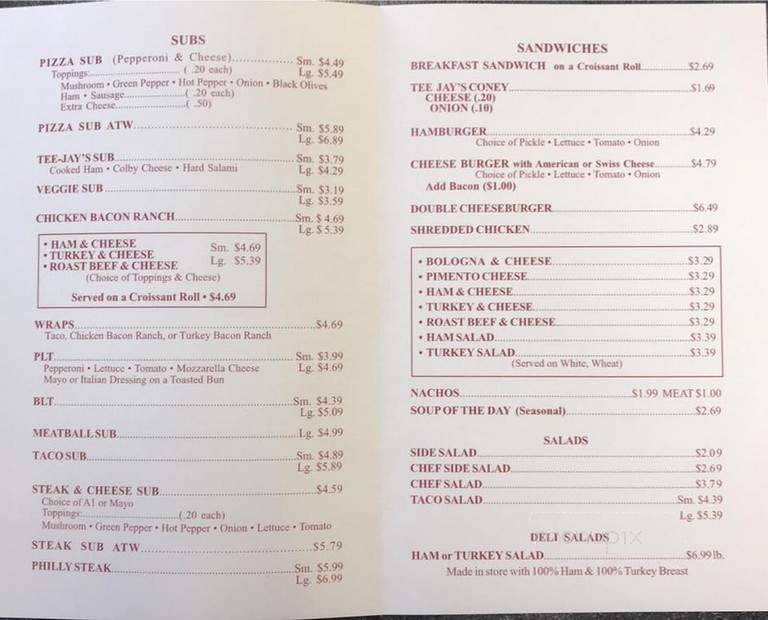 SUBS
PIZZA SUB (Pepperoni & Cheese)................ Sm. $4.49
Toppings:............................... ( .20 each) Lg. $5.49
Mushroom • Green Pepper • Hot Pepper • Onion • Black Olives
Ham • Sausage.....................( .20 each)
Extra Cheese........................( .50)
PIZZA SUB ATW........................................ Sm. $5.89
Lg. $6.89
TEE-JAY'S SUB........................................ Sm. $3.79
Cooked Ham • Colby Cheese • Hard Salami Lg. $4.29
VEGGIE SUB........................................Sm. $3.19
Lg. $3.59
CHICKEN BACON RANCH........................Sm. $ 4.69
Lg. $ 5.39
• HAM & CHEESE Sm. $4.69
• TURKEY & CHEESE
• ROAST BEEF & CHEESE Lg. $5.39
(Choice of Toppings & Cheese)
Served on a Croissant Roll • $4.69
WRAPS........................................$4.69
Taco, Chicken Bacon Ranch, or Turkey Bacon Ranch
PLT........................................ Sm. $3.99
Pepperoni • Lettuce • Tomato • Mozzarella Cheese Lg. $4.69
Mayo or Italian Dressing on a Toasted Bun
BLT........................................Sm. $4.39
Lg. $5.09
MEATBALL SUB........................................Lg. $4.99
TACO SUB........................................Sm. $4.89
Lg. $5.89
STEAK & CHEESE SUB........................................$4.59
Choice of A1 or Mayo
Toppings:........................(.20 each)
Mushroom • Green Pepper • Hot Pepper • Onion • Lettuce • Tomato
STEAK SUB ATW........................................$5.79
PHILLY STEAK........................................Sm. $5.99
Lg. $6.99
SANDWICHES
BREAKFAST SANDWICH on a Croissant Roll...............$2.69
TEE JAY'S CONEY........................................$1.69
CHEESE (.20)
ONION (.10)
HAMBURGER........................................$4.29
Choice of Pickle • Lettuce • Tomato • Onion
CHEESE BURGER with American or Swiss Cheese............$4.79
Choice of Pickle • Lettuce • Tomato • Onion
Add Bacon ($1.00)
DOUBLE CHEESEBURGER........................................$6.49
SHREDDED CHICKEN........................................$2.89
• BOLOGNA & CHEESE........................................$3.29
• PIMENTO CHEESE........................................$3.29
• HAM & CHEESE........................................$3.29
• TURKEY & CHEESE........................................$3.29
• ROAST BEEF & CHEESE........................................$3.29
• HAM SALAD........................................$3.39
• TURKEY SALAD........................................$3.39
(Served on White, Wheat)
NACHOS........................................$1.99 MEAT $1.00
SOUP OF THE DAY (Seasonal)........................................$2.69
SALADS
SIDE SALAD........................................$2.09
CHEF SIDE SALAD........................................$2.69
CHEF SALAD........................................$3.79
TACO SALAD........................................Sm. $4.39
Lg. $5.39
DELI SALADS
HAM or TURKEY SALAD........................................$6.99 lb.
Made in store with 100% Ham & 100% Turkey Breast